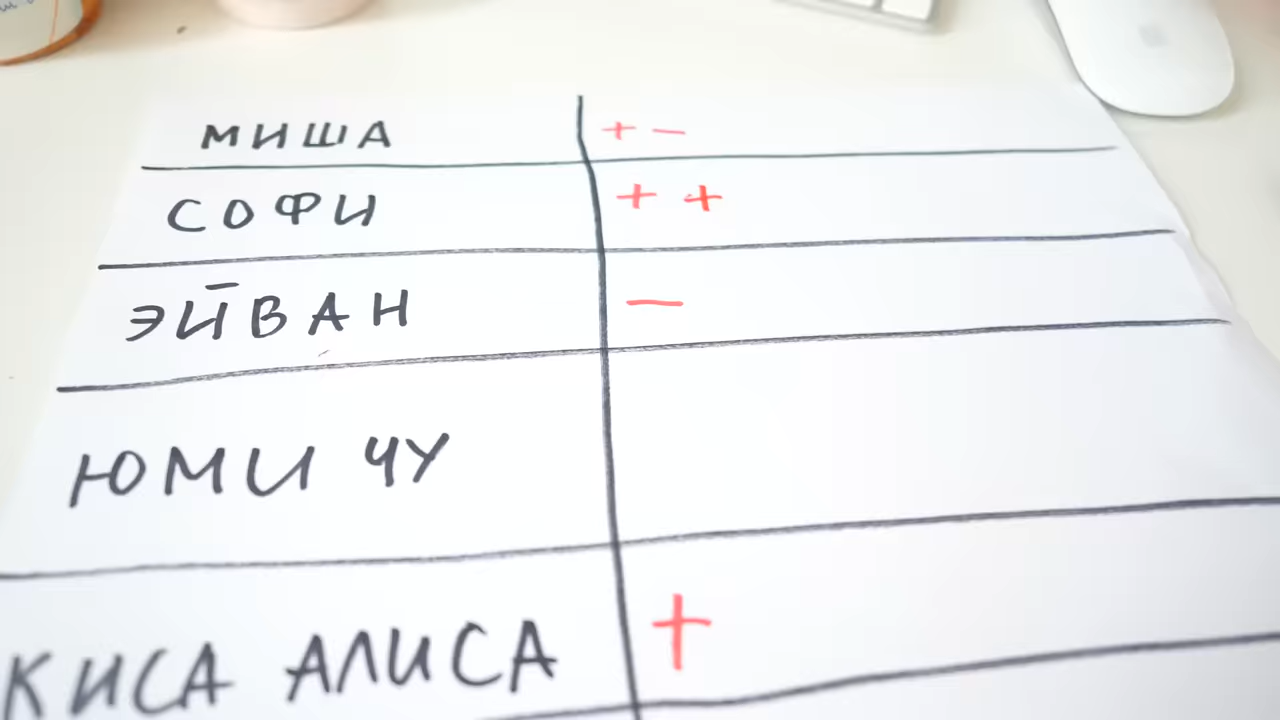 МИША + -
СОФИ + +
ЭЙВАН -
ЮМИ ЧУ
КИСА АЛИСА +